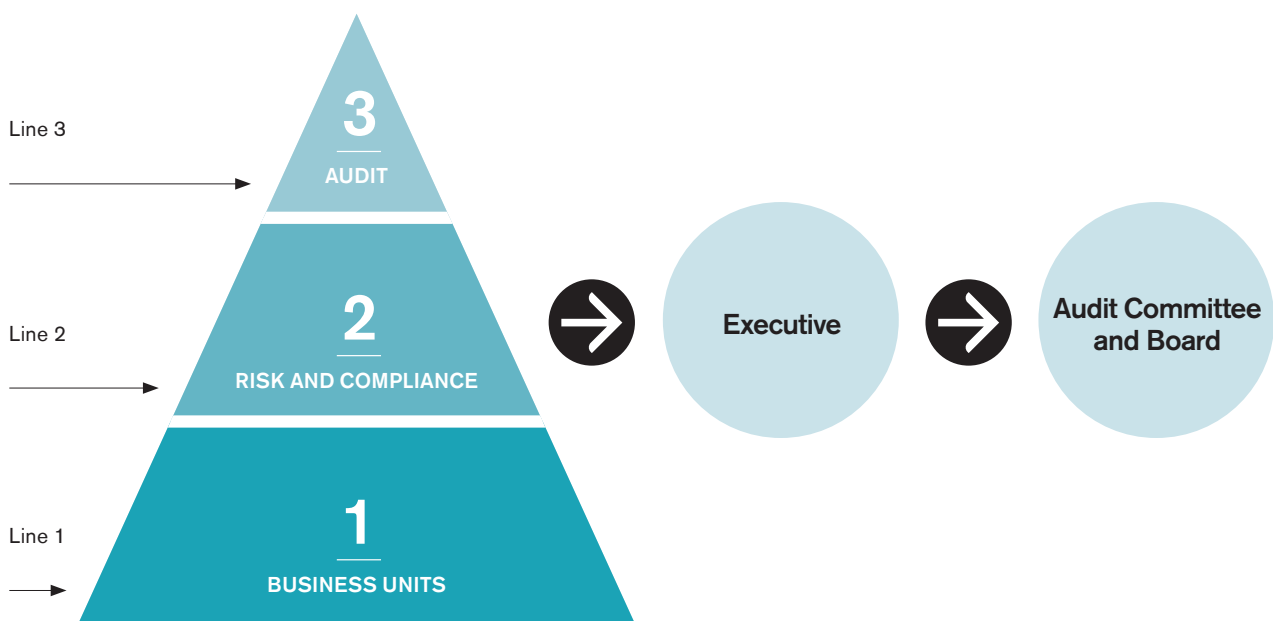 Line 3
3
AUDIT
Line 2
2
RISK AND COMPLIANCE
Line 1
1
BUSINESS UNITS
Executive
Audit Committee
and Board